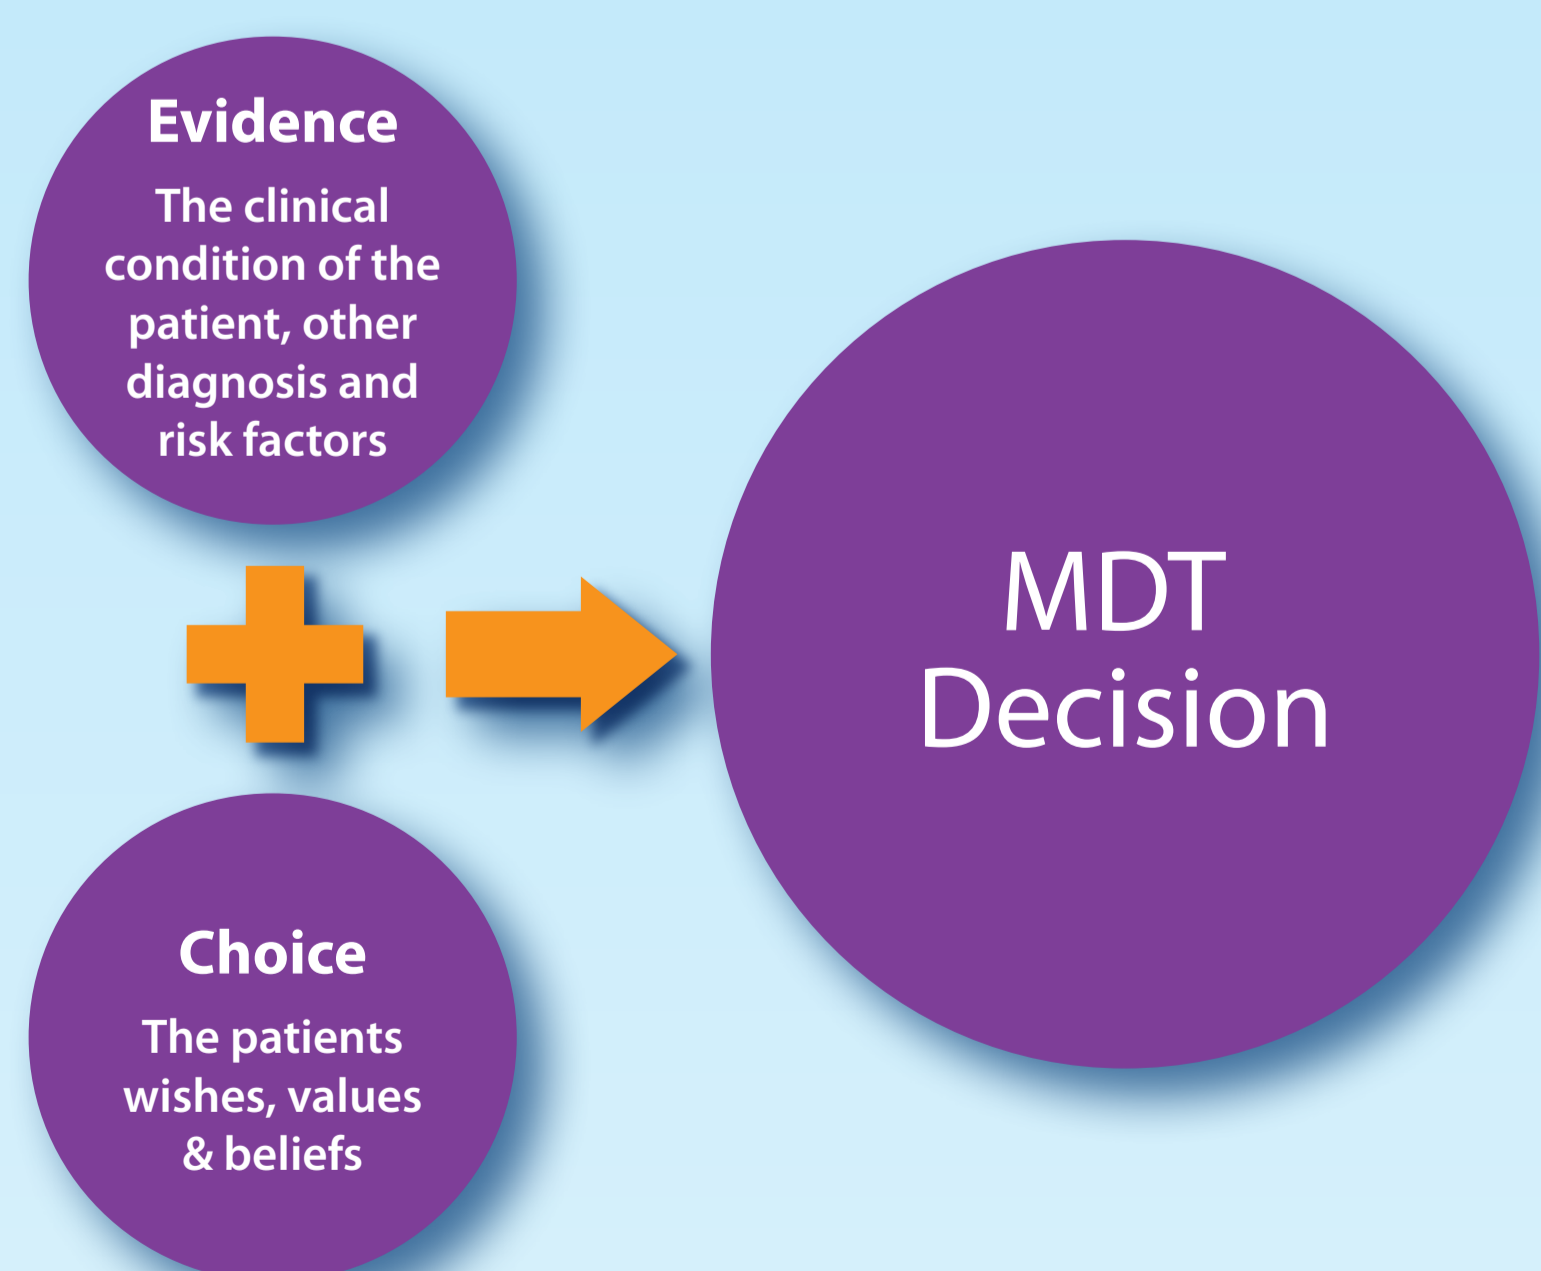 Evidence
The clinical
condition of the
patient, other
diagnosis and
risk factors
Choice
The patients
wishes, values
& beliefs
MDT
Decision